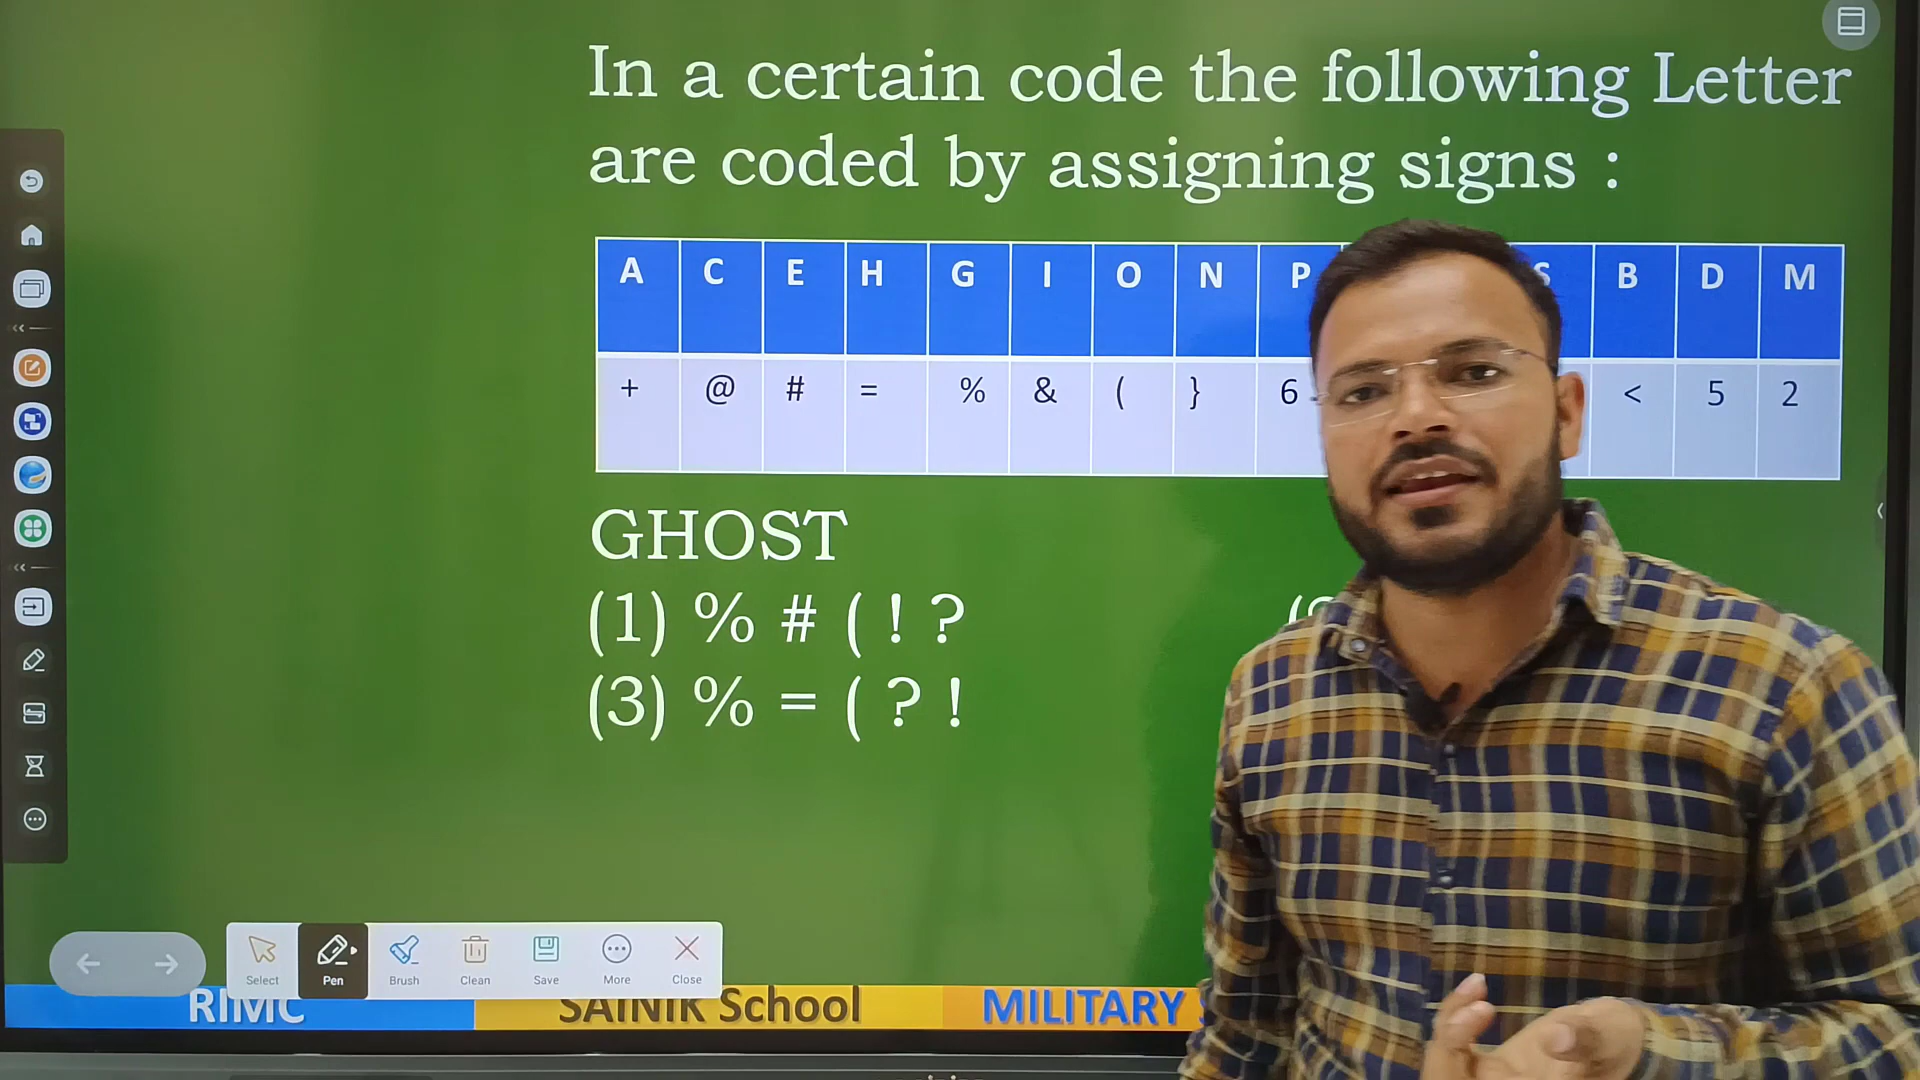 In a certain code the following Letter
are coded by assigning signs :
A C E H G I O N P S B D M
+ @ # = % & ( } 6 < 5 2
GHOST
(1) % # ( ! ?
(3) % = ( ? !
Select Pen Brush Clean Save More Close
RIMC SAINIK School MILITARY